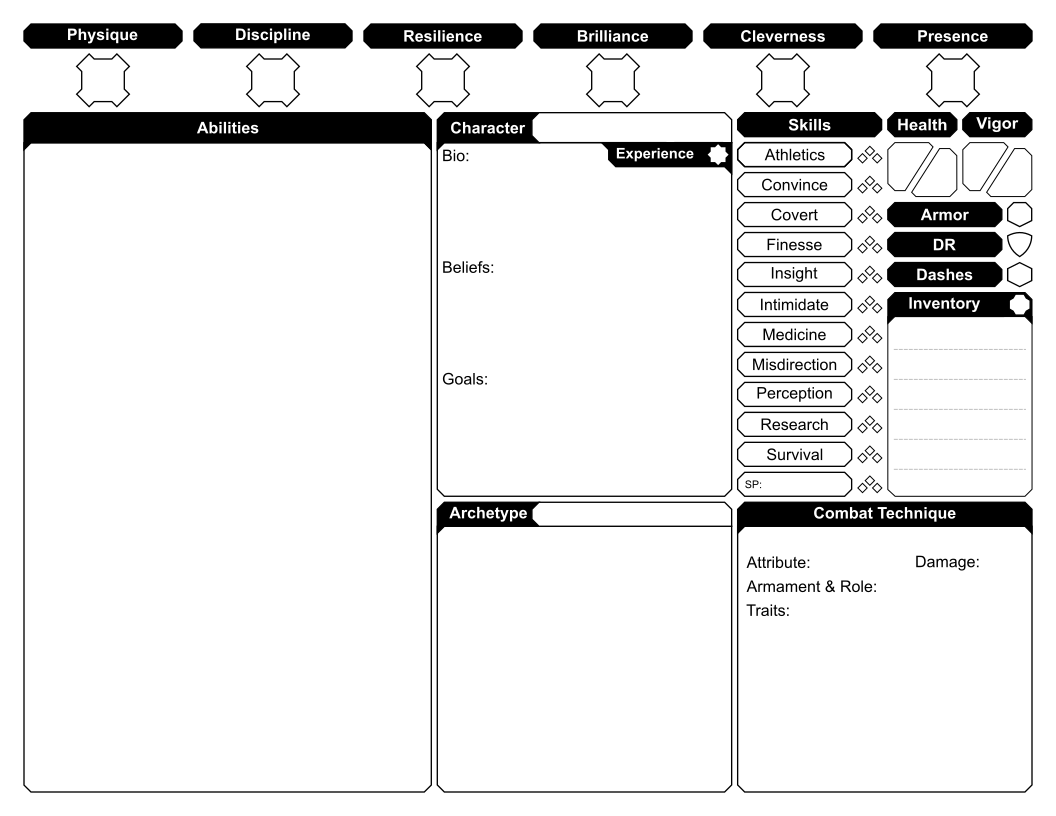 Physique
Discipline
Resilience
Brilliance
Cleverness
Presence
Abilities
Character
Experience
Bio:
Beliefs:
Goals:
Archetype
Skills
Athletics
Convince
Covert
Finesse
Insight
Intimidate
Medicine
Misdirection
Perception
Research
Survival
SP:
Health
Vigor
Armor
DR
Dashes
Inventory
Combat Technique
Attribute:
Damage:
Armament & Role:
Traits: